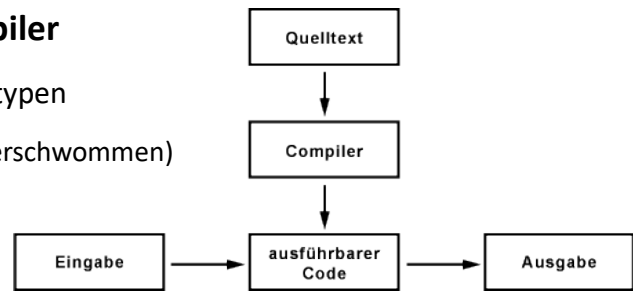 piler
typen
erschwommen)
Quelltext
Compiler
Eingabe
ausführbarer
Code
Ausgabe